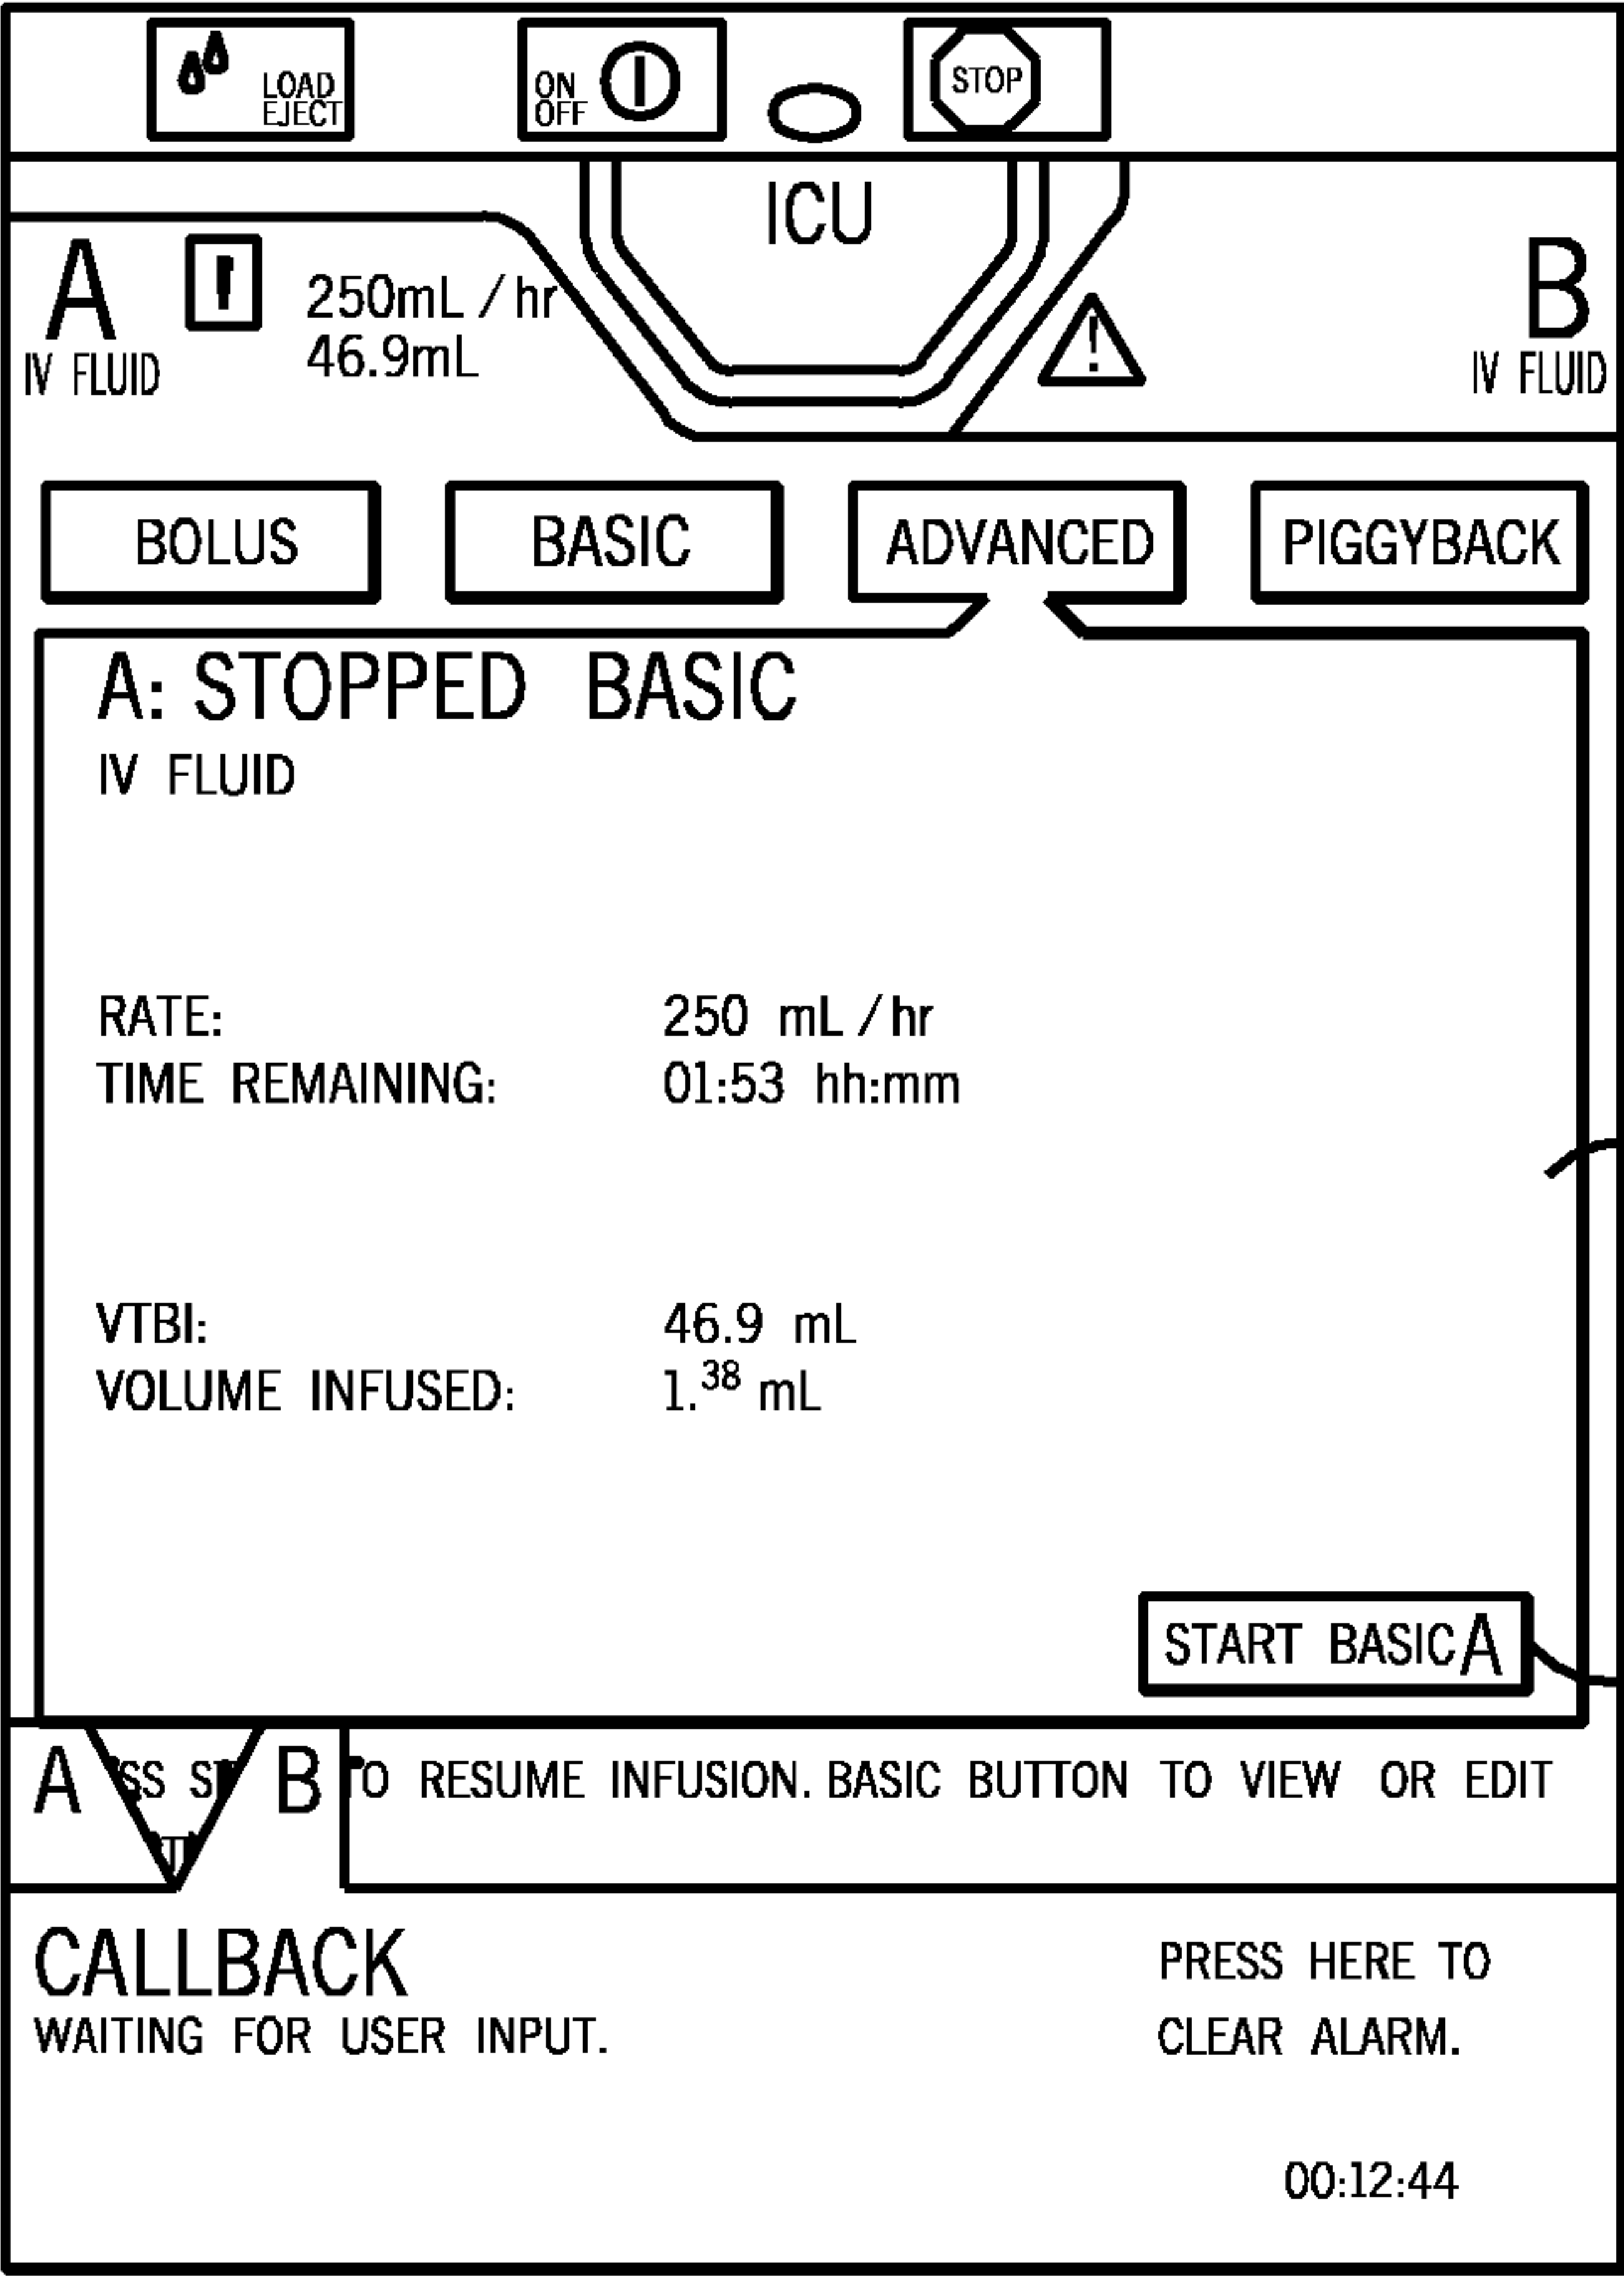 LOAD
EJECT
ON
OFF
STOP
ICU
A
IV FLUID
!
250mL/hr
46.9mL
!
B
IV FLUID
BOLUS
BASIC
ADVANCED
PIGGYBACK
A: STOPPED BASIC
IV FLUID
RATE: 250 mL/hr
TIME REMAINING: 01:53 hh:mm
VTBI: 46.9 mL
VOLUME INFUSED: 1.38 mL
START BASIC A
A B TO RESUME INFUSION. BASIC BUTTON TO VIEW OR EDIT
CALLBACK
WAITING FOR USER INPUT.
PRESS HERE TO
CLEAR ALARM.
00:12:44